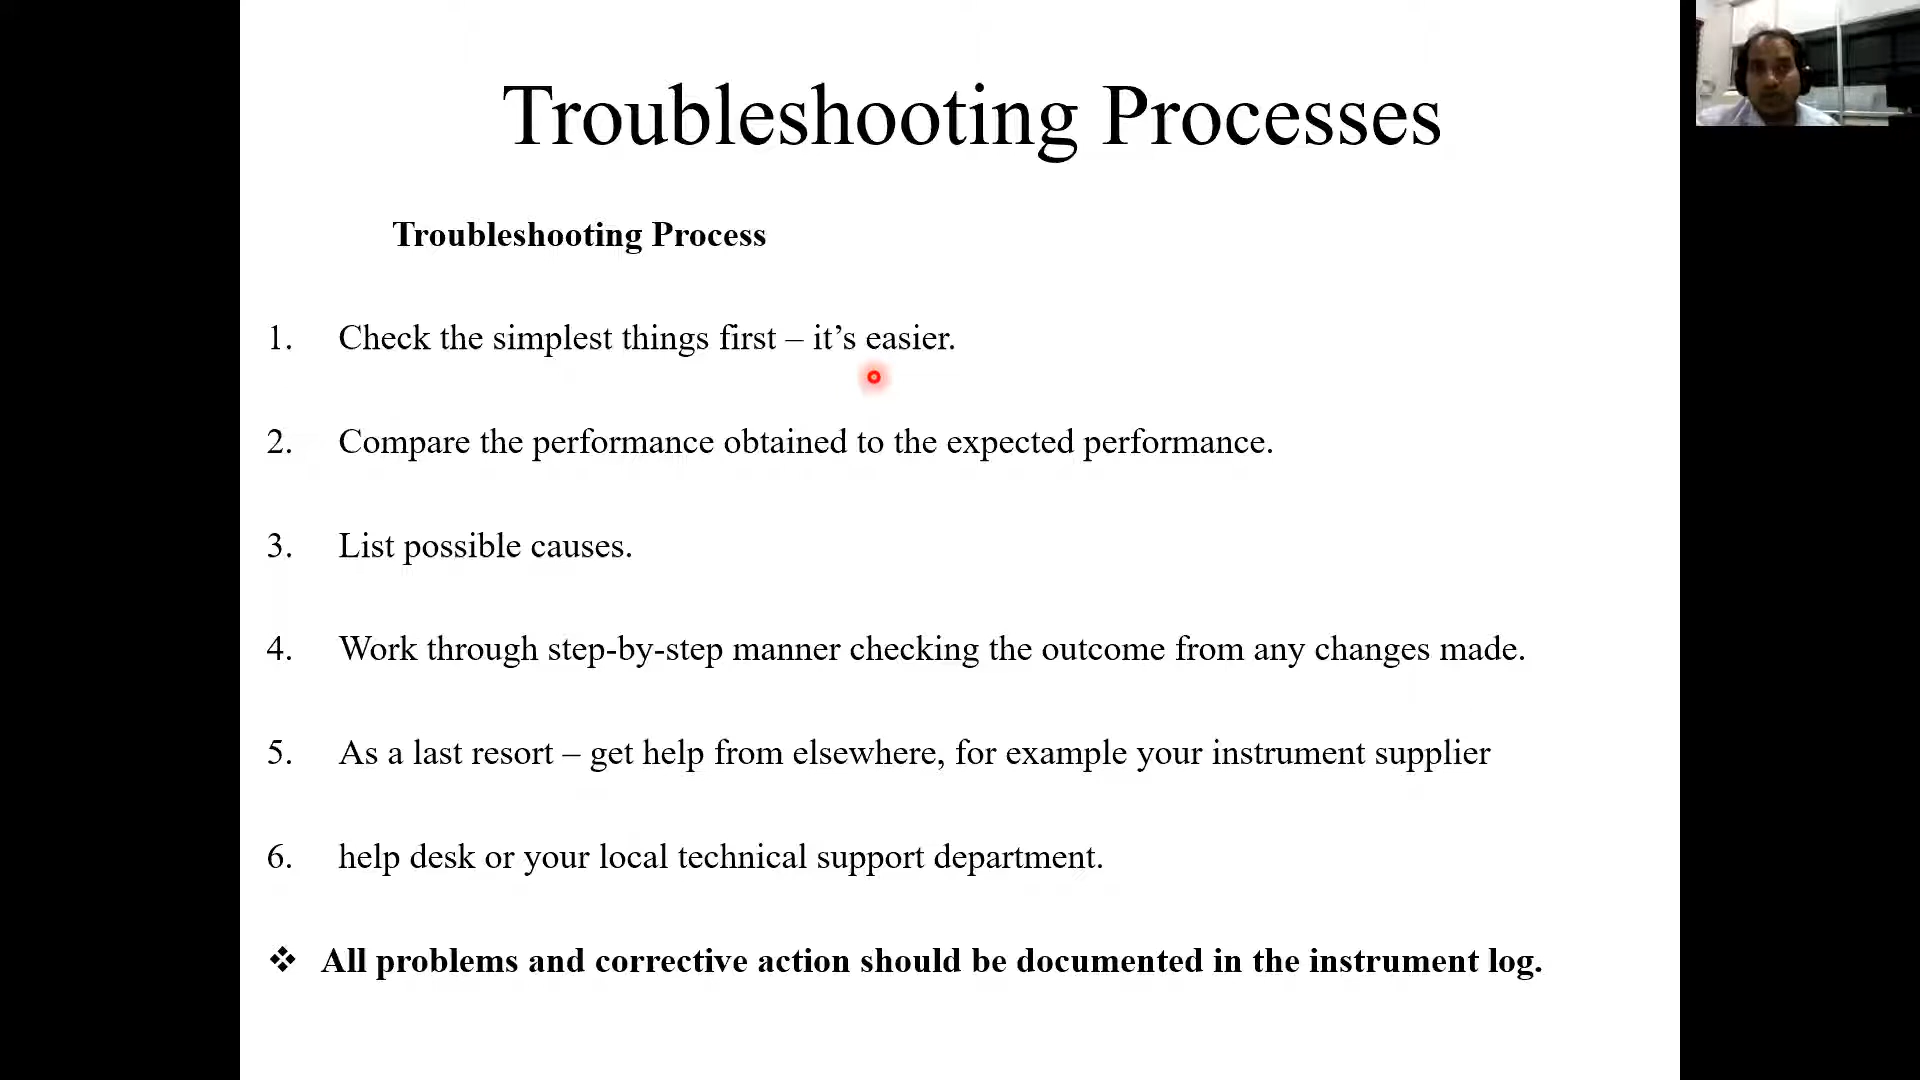 Troubleshooting Processes
Troubleshooting Process
1. Check the simplest things first – it’s easier.
2. Compare the performance obtained to the expected performance.
3. List possible causes.
4. Work through step-by-step manner checking the outcome from any changes made.
5. As a last resort – get help from elsewhere, for example your instrument supplier
6. help desk or your local technical support department.
❖ All problems and corrective action should be documented in the instrument log.